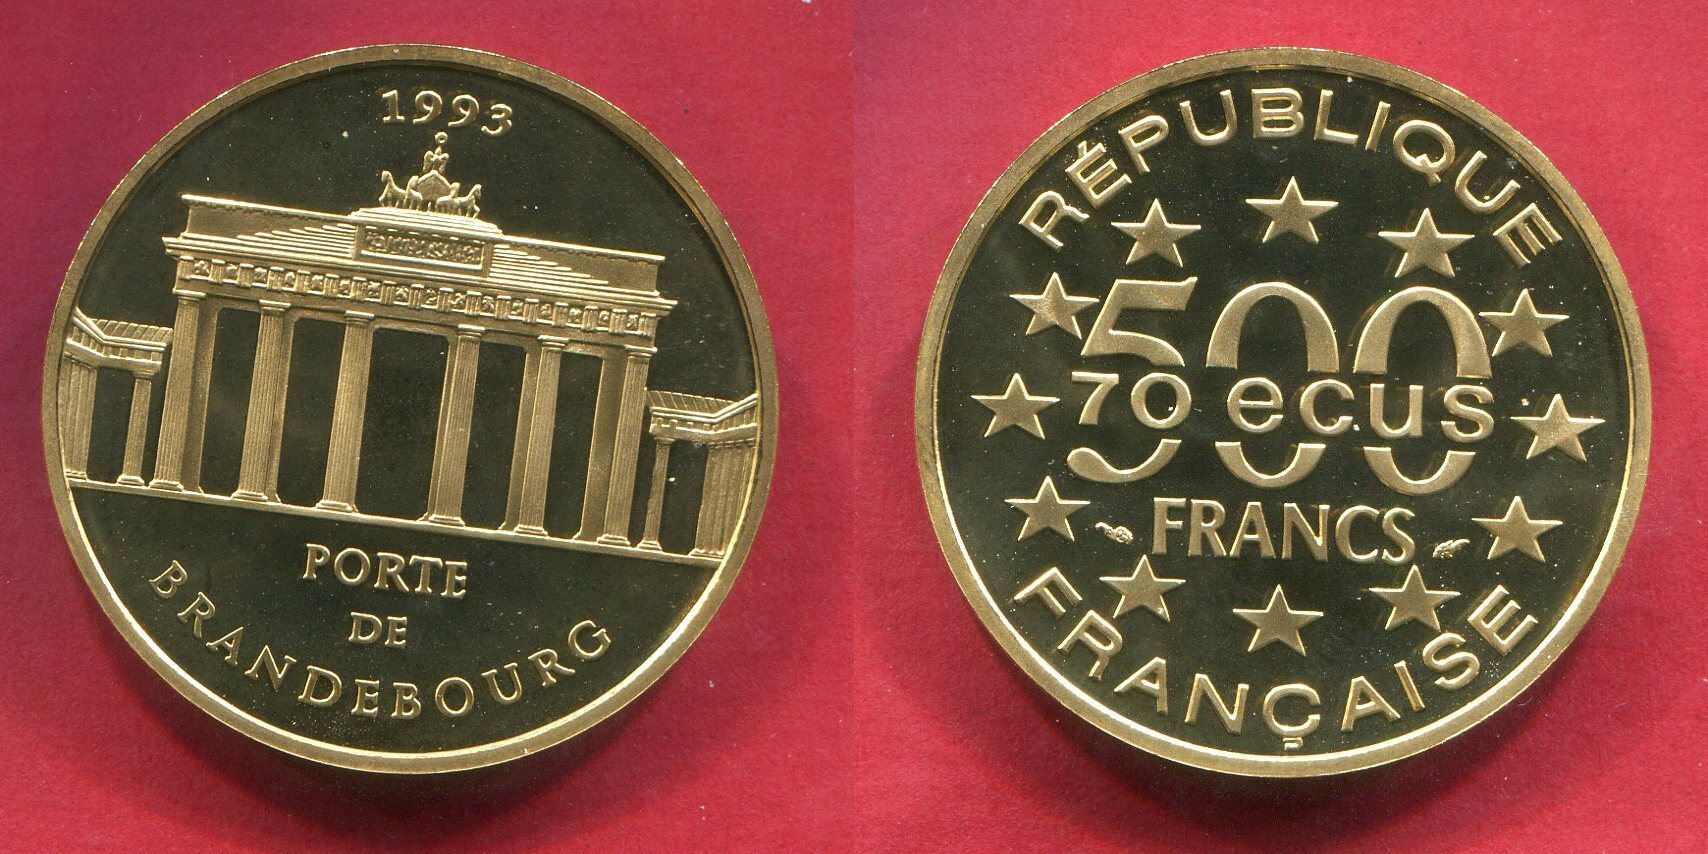 1993
PORTE
DE
BRANDEBOURG
RÉPUBLIQUE
500
70 ecus
FRANCS
FRANÇAISE